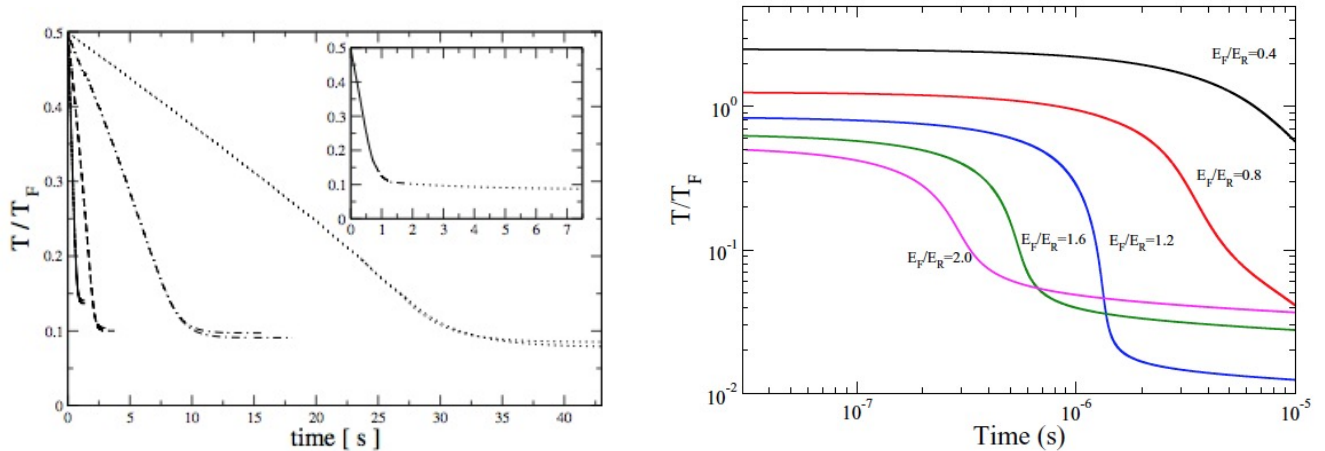 0.5
0.4
0.3
0.2
0.1
0
T / T_F
0 5 10 15 20 25 30 35 40
time [ s ]
0.5
0.4
0.3
0.2
0.1
0
0 1 2 3 4 5 6 7
T/T_F
10^0
10^-1
10^-2
10^-7 10^-6 10^-5
Time (s)
E_F/E_R=0.4
E_F/E_R=0.8
E_F/E_R=1.6
E_F/E_R=1.2
E_F/E_R=2.0